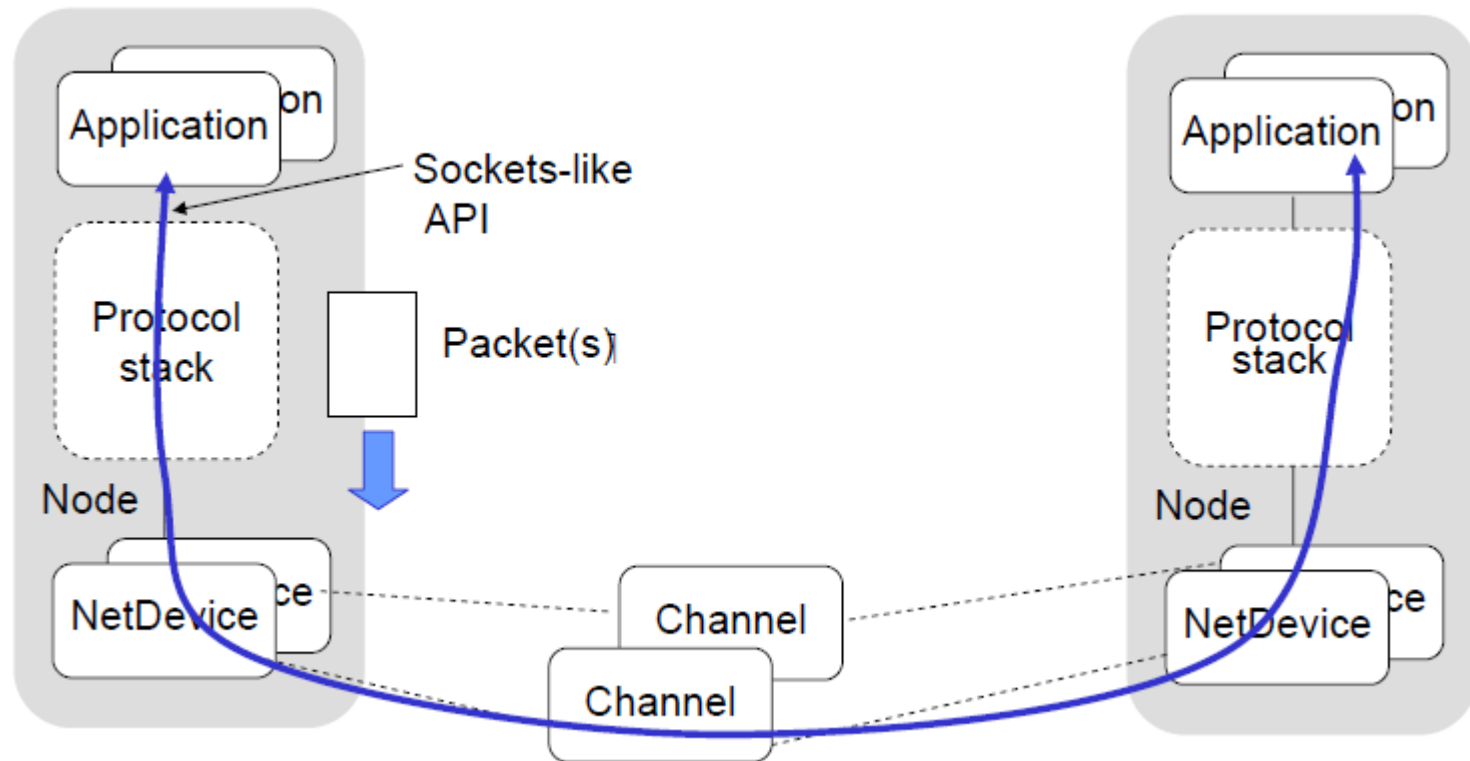 on
Application
Sockets-like
API
Protocol
stack
Packet(s)
Node
ce
NetDevice
Channel
Channel
on
Application
Protocol
stack
Node
ce
NetDevice